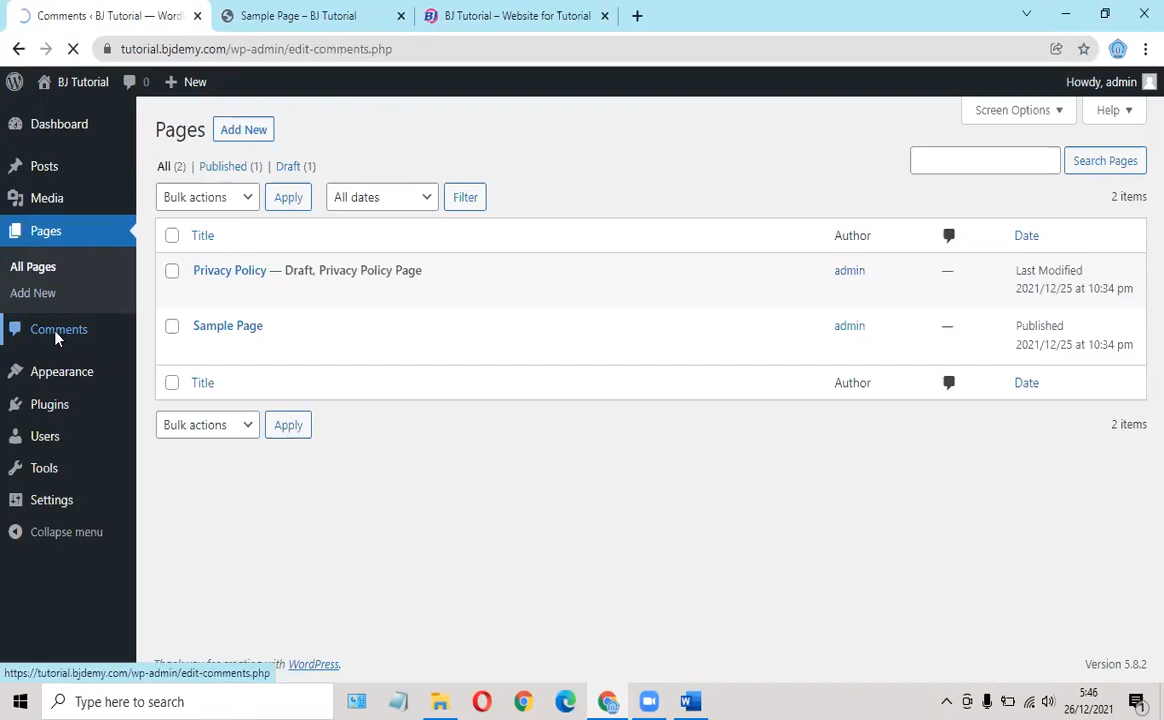 Comments ‹ BJ Tutorial — Word
Sample Page – BJ Tutorial
BJ Tutorial – Website for Tutorial
tutorial.bjdemy.com/wp-admin/edit-comments.php
BJ Tutorial
0
New
Howdy, admin
Dashboard
Posts
Media
Pages
All Pages
Add New
Comments
Appearance
Plugins
Users
Tools
Settings
Collapse menu
Screen Options
Help
Pages
Add New
All (2) | Published (1) | Draft (1)
Search Pages
Bulk actions
Apply
All dates
Filter
2 items
Title
Author
Date
Privacy Policy — Draft, Privacy Policy Page
admin
—
Last Modified
2021/12/25 at 10:34 pm
Sample Page
admin
—
Published
2021/12/25 at 10:34 pm
Title
Author
Date
Bulk actions
Apply
2 items
Thank you for creating with WordPress.
Version 5.8.2
https://tutorial.bjdemy.com/wp-admin/edit-comments.php
Type here to search
5:46
26/12/2021
1